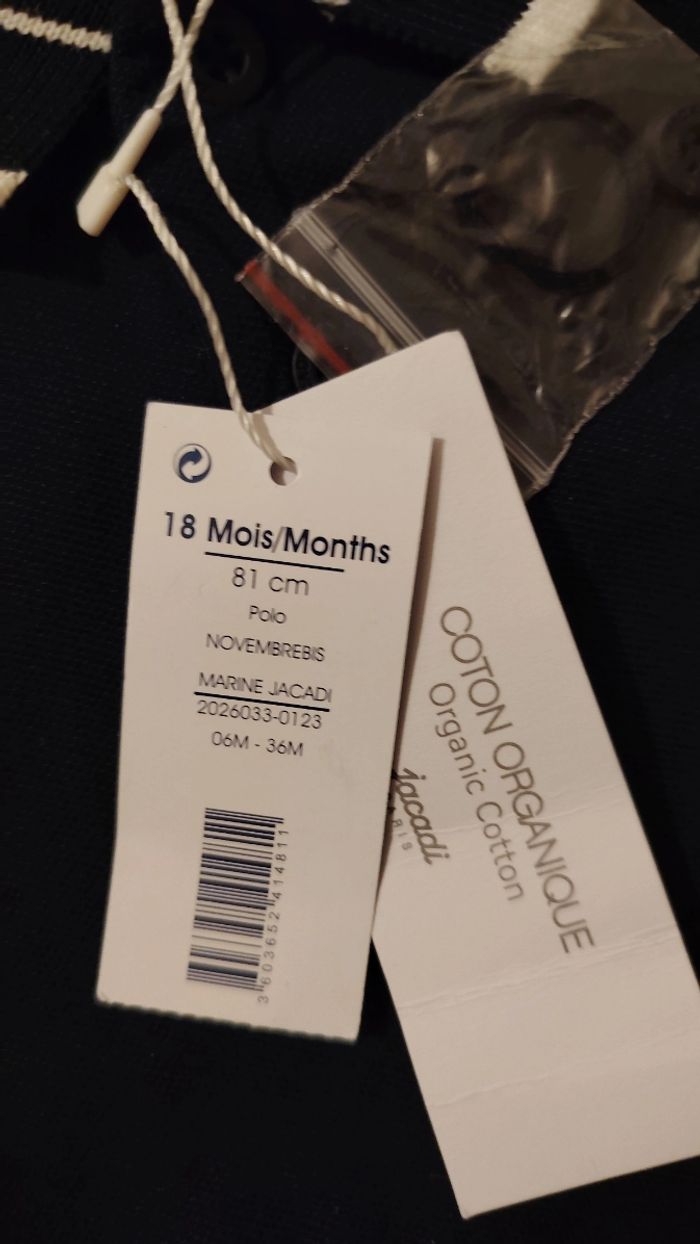 18 Mois/Months
81 cm
Polo
NOVEMBREBIS
MARINE JACADI
2026033-0123
06M - 36M
3 603652 414811
COTON ORGANIQUE
Organic Cotton
jacadi